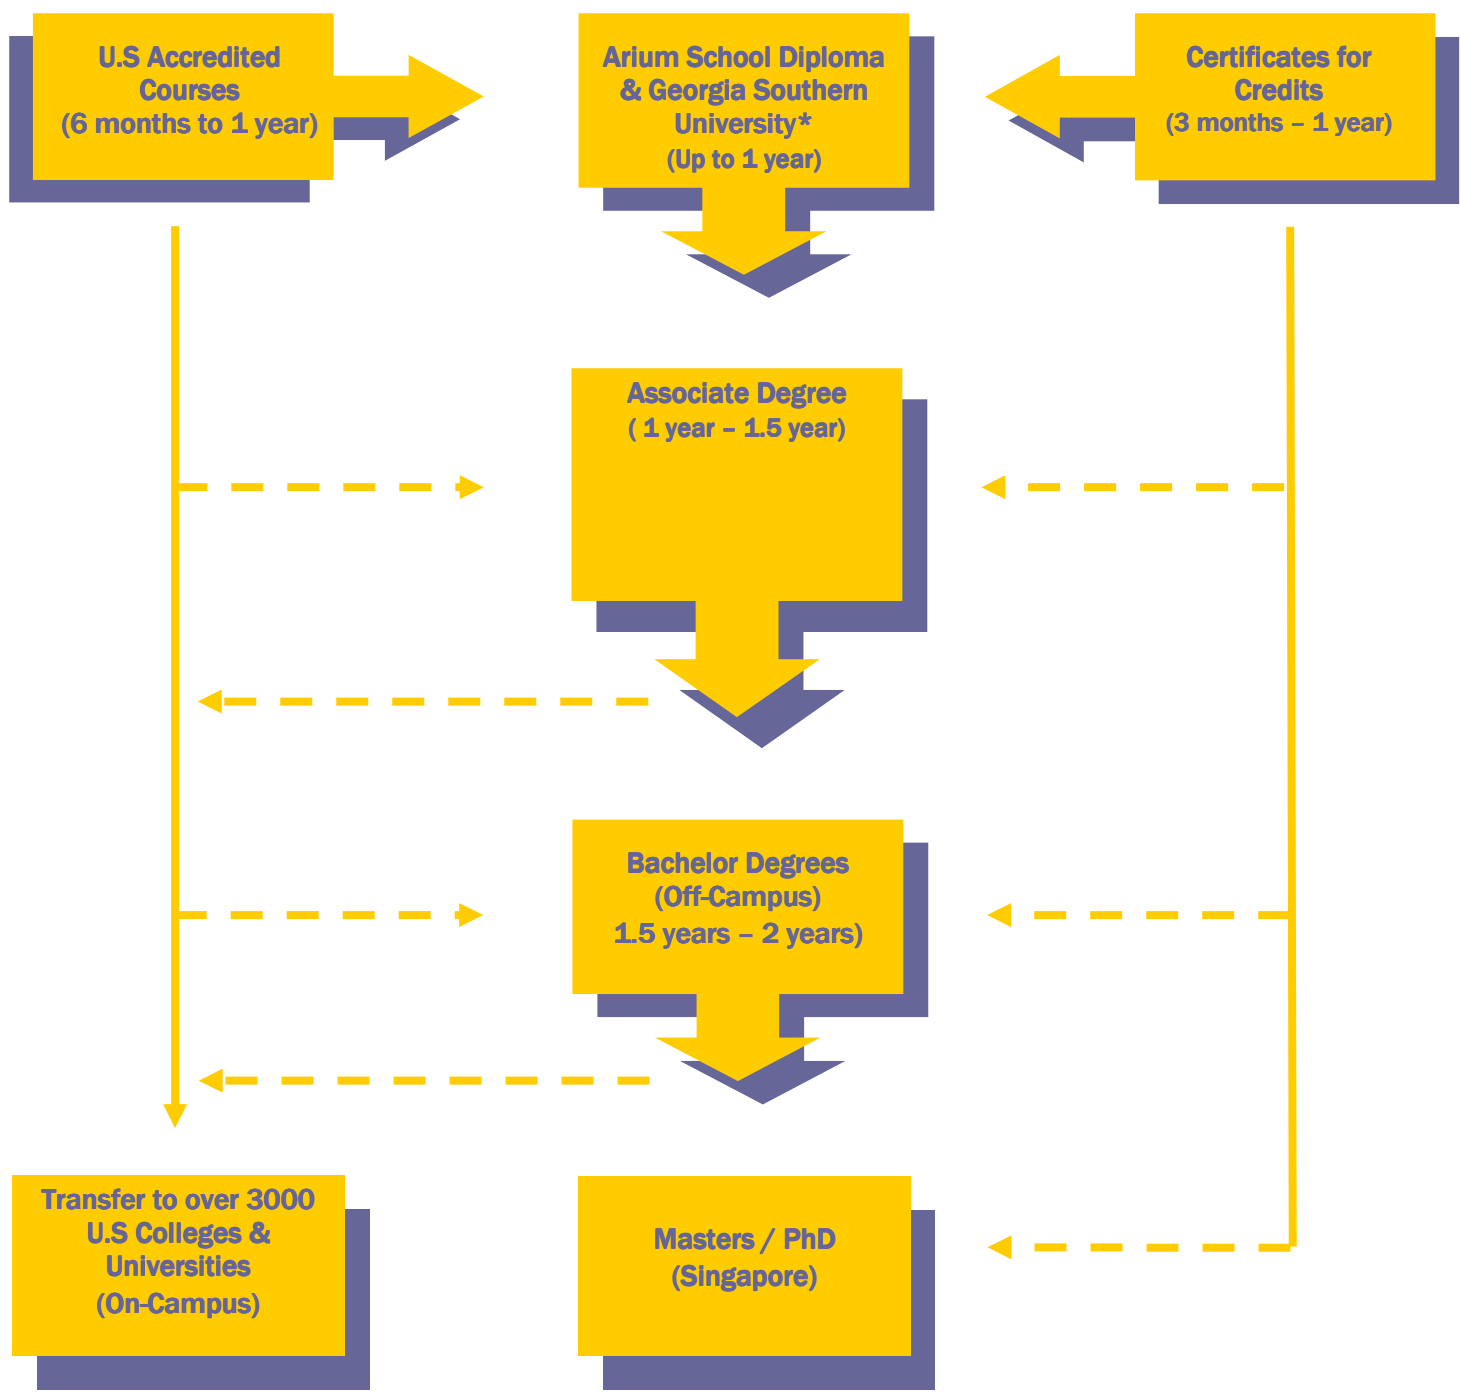 U.S Accredited
Courses
(6 months to 1 year)
Arium School Diploma
& Georgia Southern
University*
(Up to 1 year)
Certificates for
Credits
(3 months – 1 year)
Associate Degree
( 1 year – 1.5 year)
Bachelor Degrees
(Off-Campus)
1.5 years – 2 years)
Transfer to over 3000
U.S Colleges &
Universities
(On-Campus)
Masters / PhD
(Singapore)